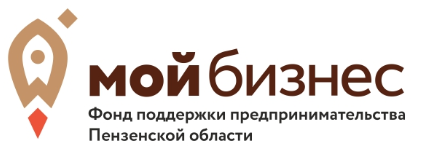 мой бизнес
Фонд поддержки предпринимательства
Пензенской области